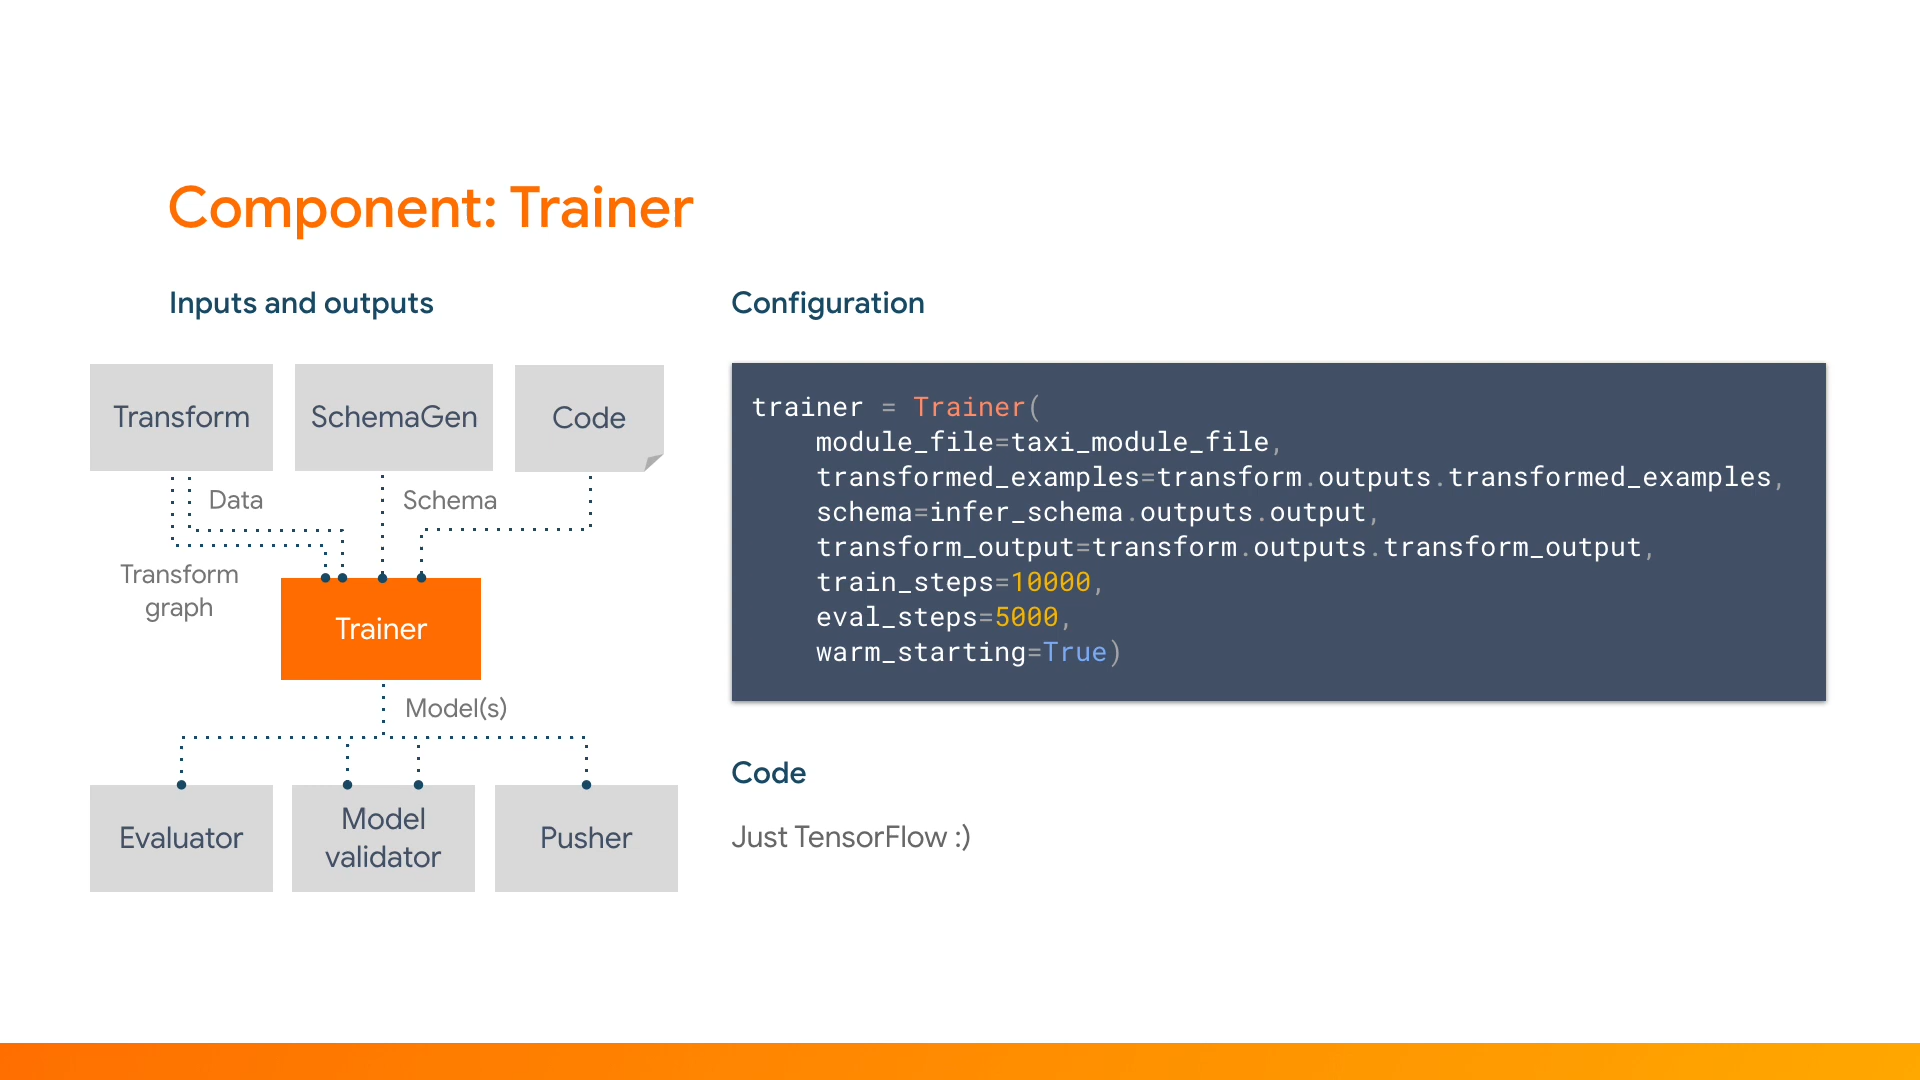 Component: Trainer
Inputs and outputs
Transform
SchemaGen
Code
Data
Schema
Transform
graph
Trainer
Model(s)
Evaluator
Model
validator
Pusher
Configuration
trainer = Trainer(
    module_file=taxi_module_file,
    transformed_examples=transform.outputs.transformed_examples,
    schema=infer_schema.outputs.output,
    transform_output=transform.outputs.transform_output,
    train_steps=10000,
    eval_steps=5000,
    warm_starting=True)
Code
Just TensorFlow :)